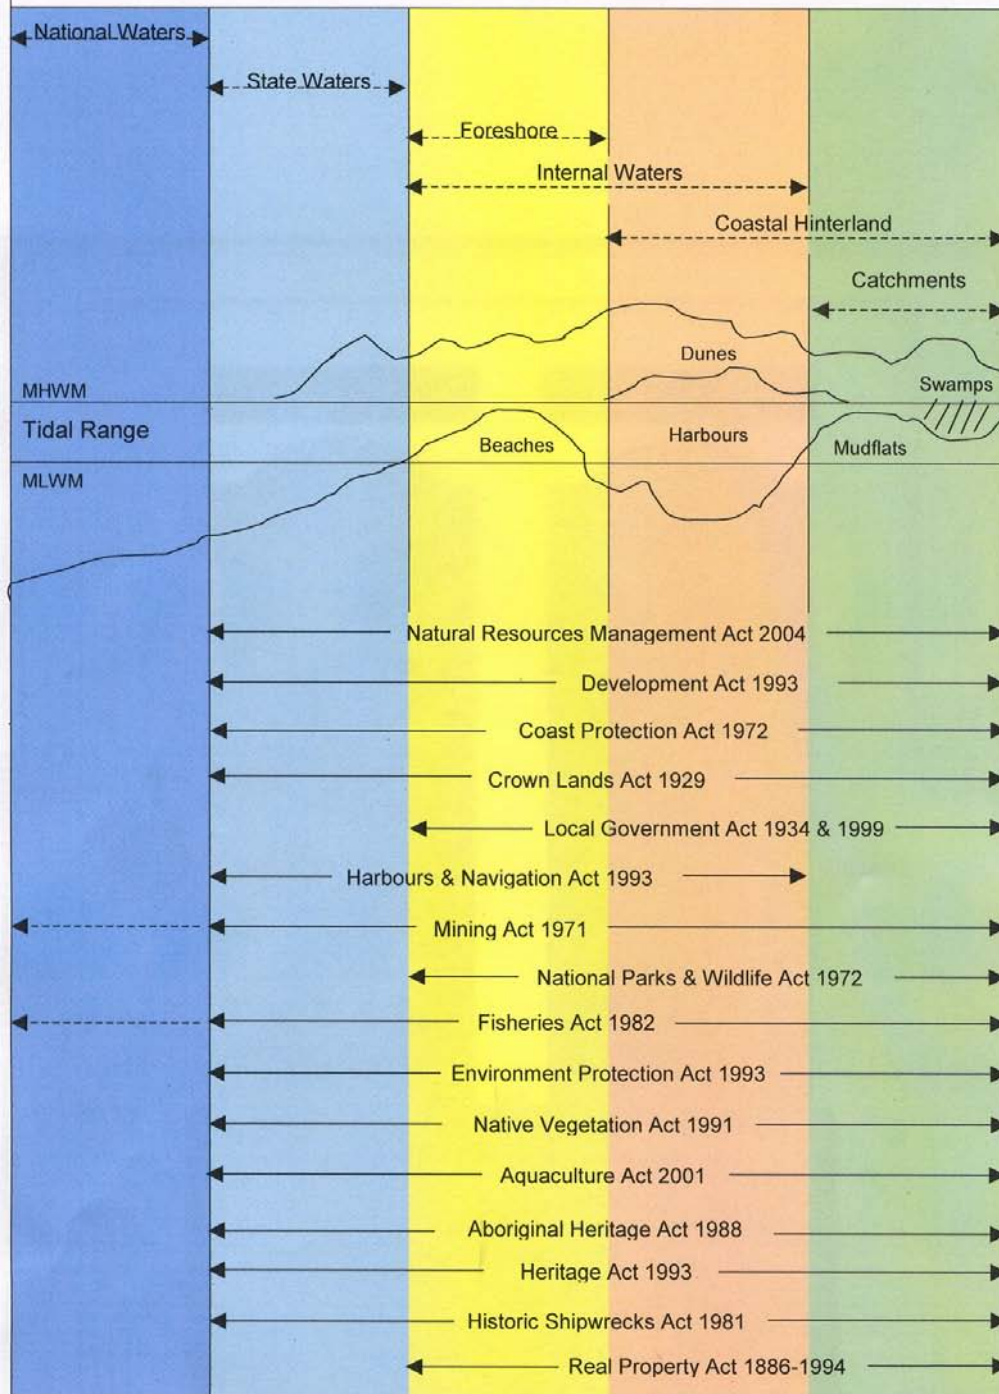 National Waters
State Waters
Foreshore
Internal Waters
Coastal Hinterland
Catchments
Dunes
MHWM
Swamps
Tidal Range
Beaches
Harbours
Mudflats
MLWM
Natural Resources Management Act 2004
Development Act 1993
Coast Protection Act 1972
Crown Lands Act 1929
Local Government Act 1934 & 1999
Harbours & Navigation Act 1993
Mining Act 1971
National Parks & Wildlife Act 1972
Fisheries Act 1982
Environment Protection Act 1993
Native Vegetation Act 1991
Aquaculture Act 2001
Aboriginal Heritage Act 1988
Heritage Act 1993
Historic Shipwrecks Act 1981
Real Property Act 1886-1994